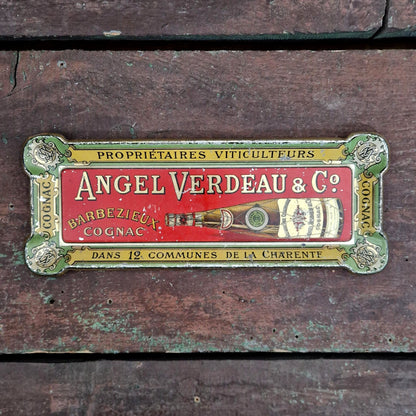 PROPRIÉTAIRES VITICULTEURS
ANGEL VERDEAU & Cº
BARBEZIEUX
COGNAC
COGNAC
COGNAC
DANS 12 COMMUNES DE LA CHARENTE